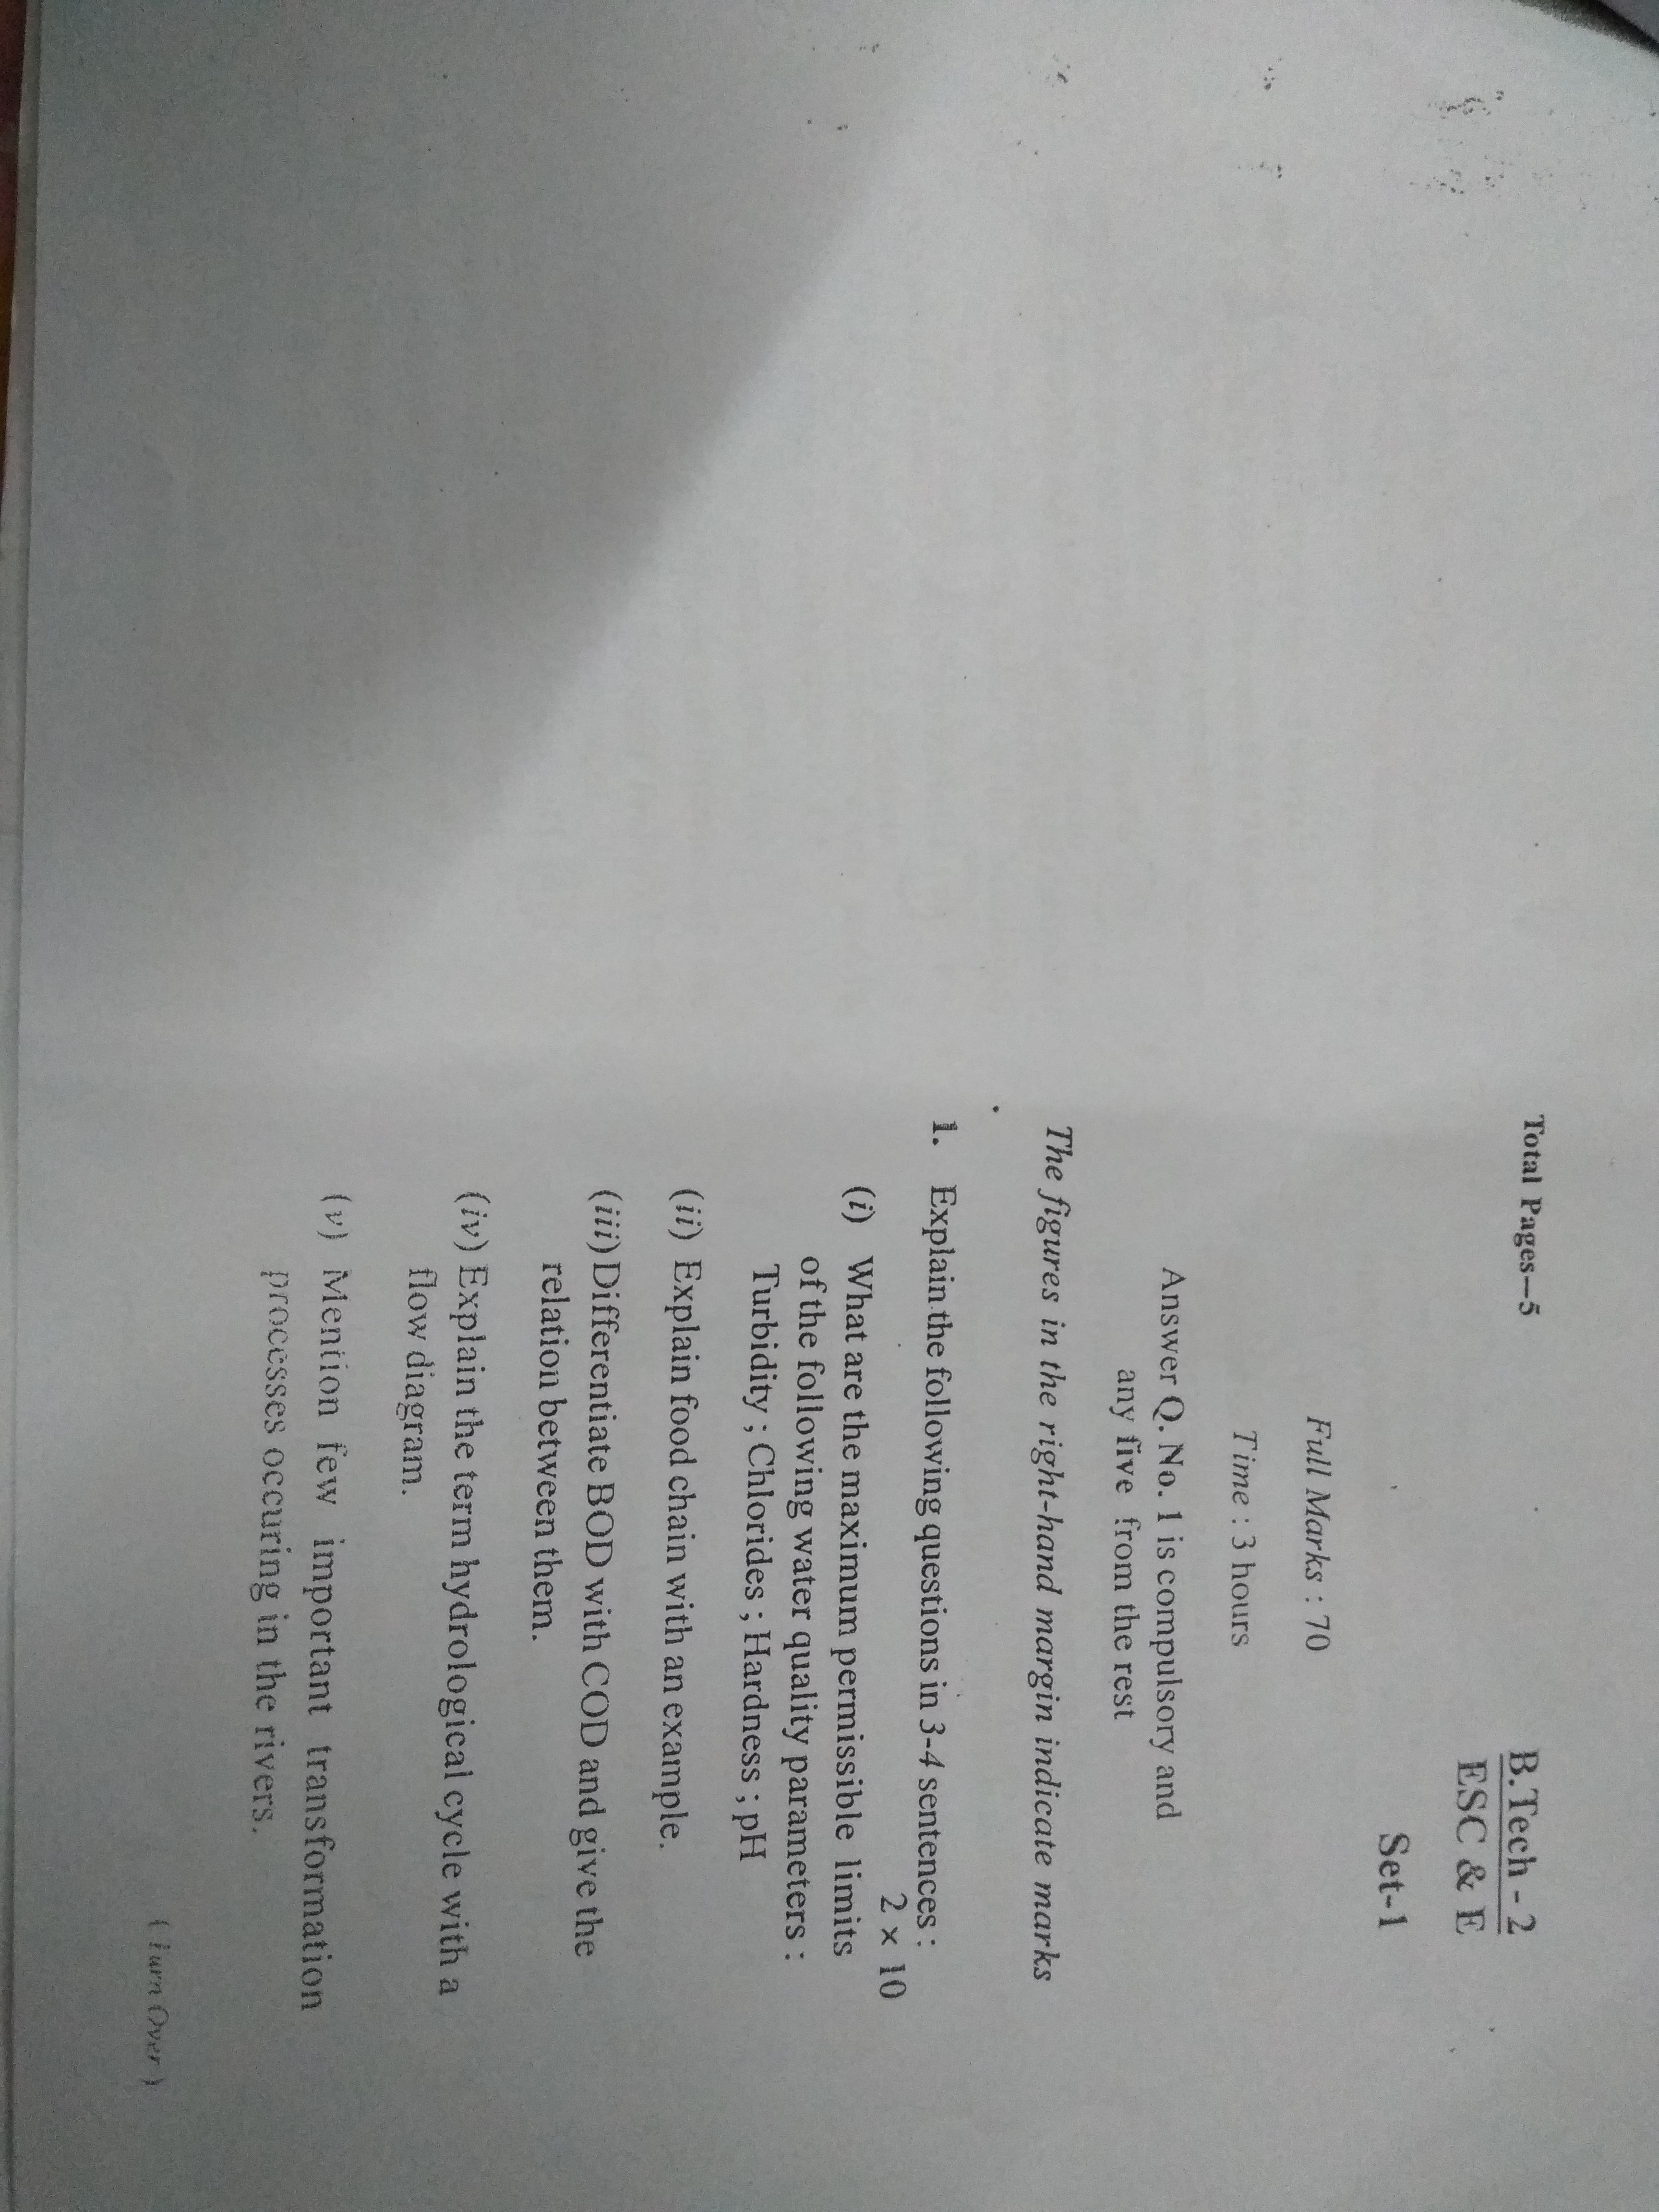 Total Pages—5
B.Tech - 2
ESC & E
Set-1
Full Marks : 70
Time : 3 hours
Answer Q. No. 1 is compulsory and
any five from the rest
The figures in the right-hand margin indicate marks
1. Explain the following questions in 3-4 sentences :
2 × 10
(i) What are the maximum permissible limits
of the following water quality parameters :
Turbidity ; Chlorides ; Hardness ; pH
(ii) Explain food chain with an example.
(iii) Differentiate BOD with COD and give the
relation between them.
(iv) Explain the term hydrological cycle with a
flow diagram.
(v) Mention few important transformation
processes occuring in the rivers.
( Turn Over )